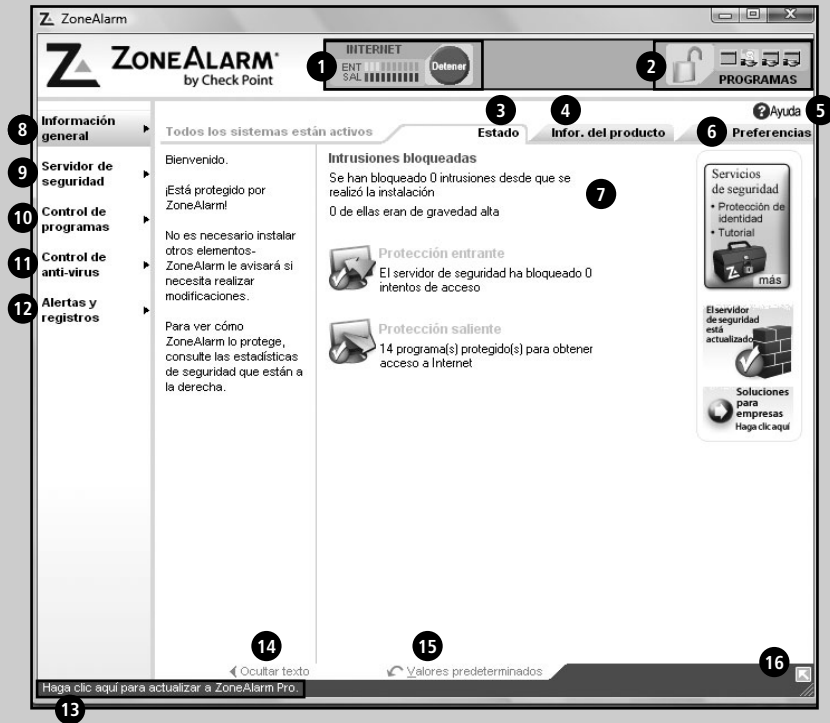 ZoneAlarm
ZONEALARM
by Check Point
1
INTERNET
ENT
SAL
Detener
2
PROGRAMAS
Ayuda
5
8
Información
general
9
Servidor de
seguridad
10
Control de
programas
11
Control de
anti-virus
12
Alertas y
registros
Todos los sistemas están activos
3
Estado
4
Infor. del producto
6
Preferencias
Bienvenido.
¡Está protegido por
ZoneAlarm!
No es necesario instalar
otros elementos-
ZoneAlarm le avisará si
necesita realizar
modificaciones.
Para ver cómo
ZoneAlarm lo protege,
consulte las estadísticas
de seguridad que están a
la derecha.
Intrusiones bloqueadas
Se han bloqueado 0 intrusiones desde que se
realizó la instalación
7
0 de ellas eran de gravedad alta
Protección entrante
El servidor de seguridad ha bloqueado 0
intentos de acceso
Protección saliente
14 programa(s) protegido(s) para obtener
acceso a Internet
Servicios
de seguridad
• Protección de
identidad
• Tutorial
más
El servidor
de seguridad
está
actualizado
Soluciones
para
empresas
Haga clic aquí
14
Ocultar texto
15
Valores predeterminados
16
Haga clic aquí para actualizar a ZoneAlarm Pro.
13